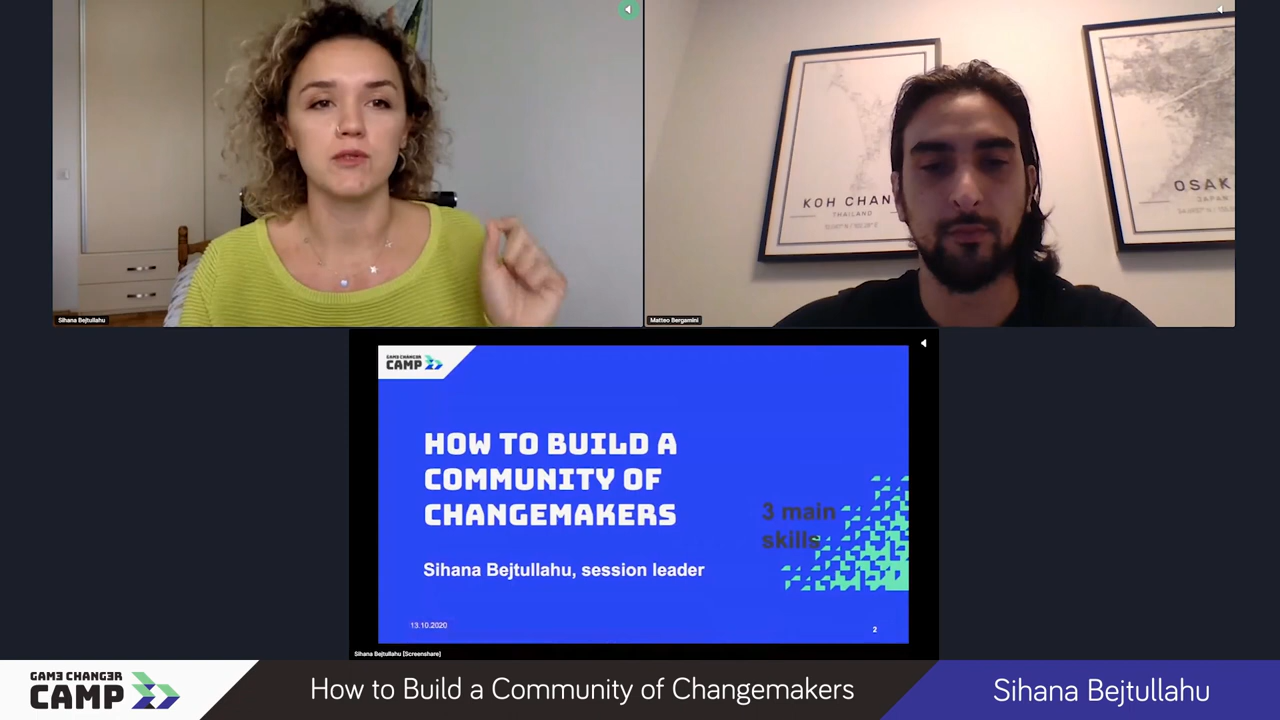 KOH CHAN
THAILAND
OSAK
JAPAN
Sihana Bejtullahu
Matteo Bergamini
GAM3 CHANG3R
CAMP
HOW TO BUILD A
COMMUNITY OF
CHANGEMAKERS
3 main
skills
Sihana Bejtullahu, session leader
13.10.2020
2
Sihana Bejtullahu [Screenshare]
GAM3 CHANG3R
CAMP
How to Build a Community of Changemakers
Sihana Bejtullahu